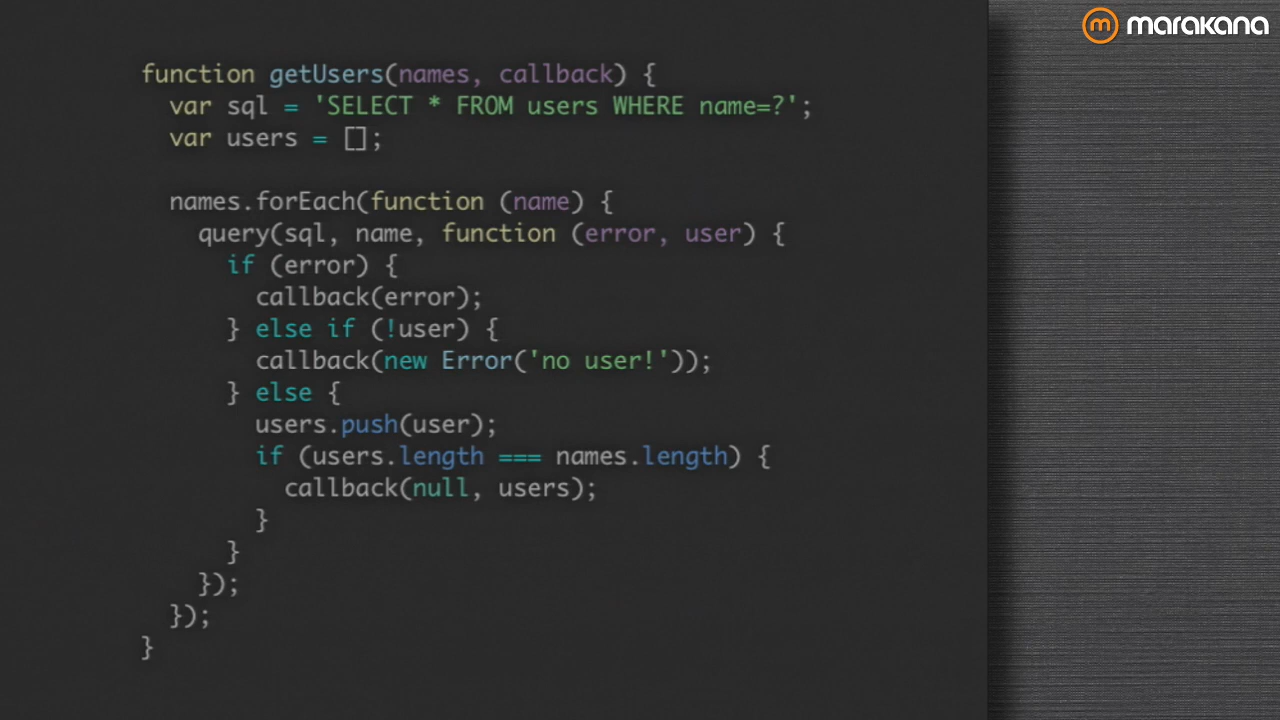 marakana
function getUsers(names, callback) {
  var sql = 'SELECT * FROM users WHERE name=?';
  var users = [];
  names.forEach(function (name) {
    query(sql, name, function (error, user) {
      if (error) {
        callback(error);
      } else if (!user) {
        callback(new Error('no user!'));
      } else {
        users.push(user);
        if (users.length === names.length) {
          callback(null, users);
        }
      }
    });
  });
}